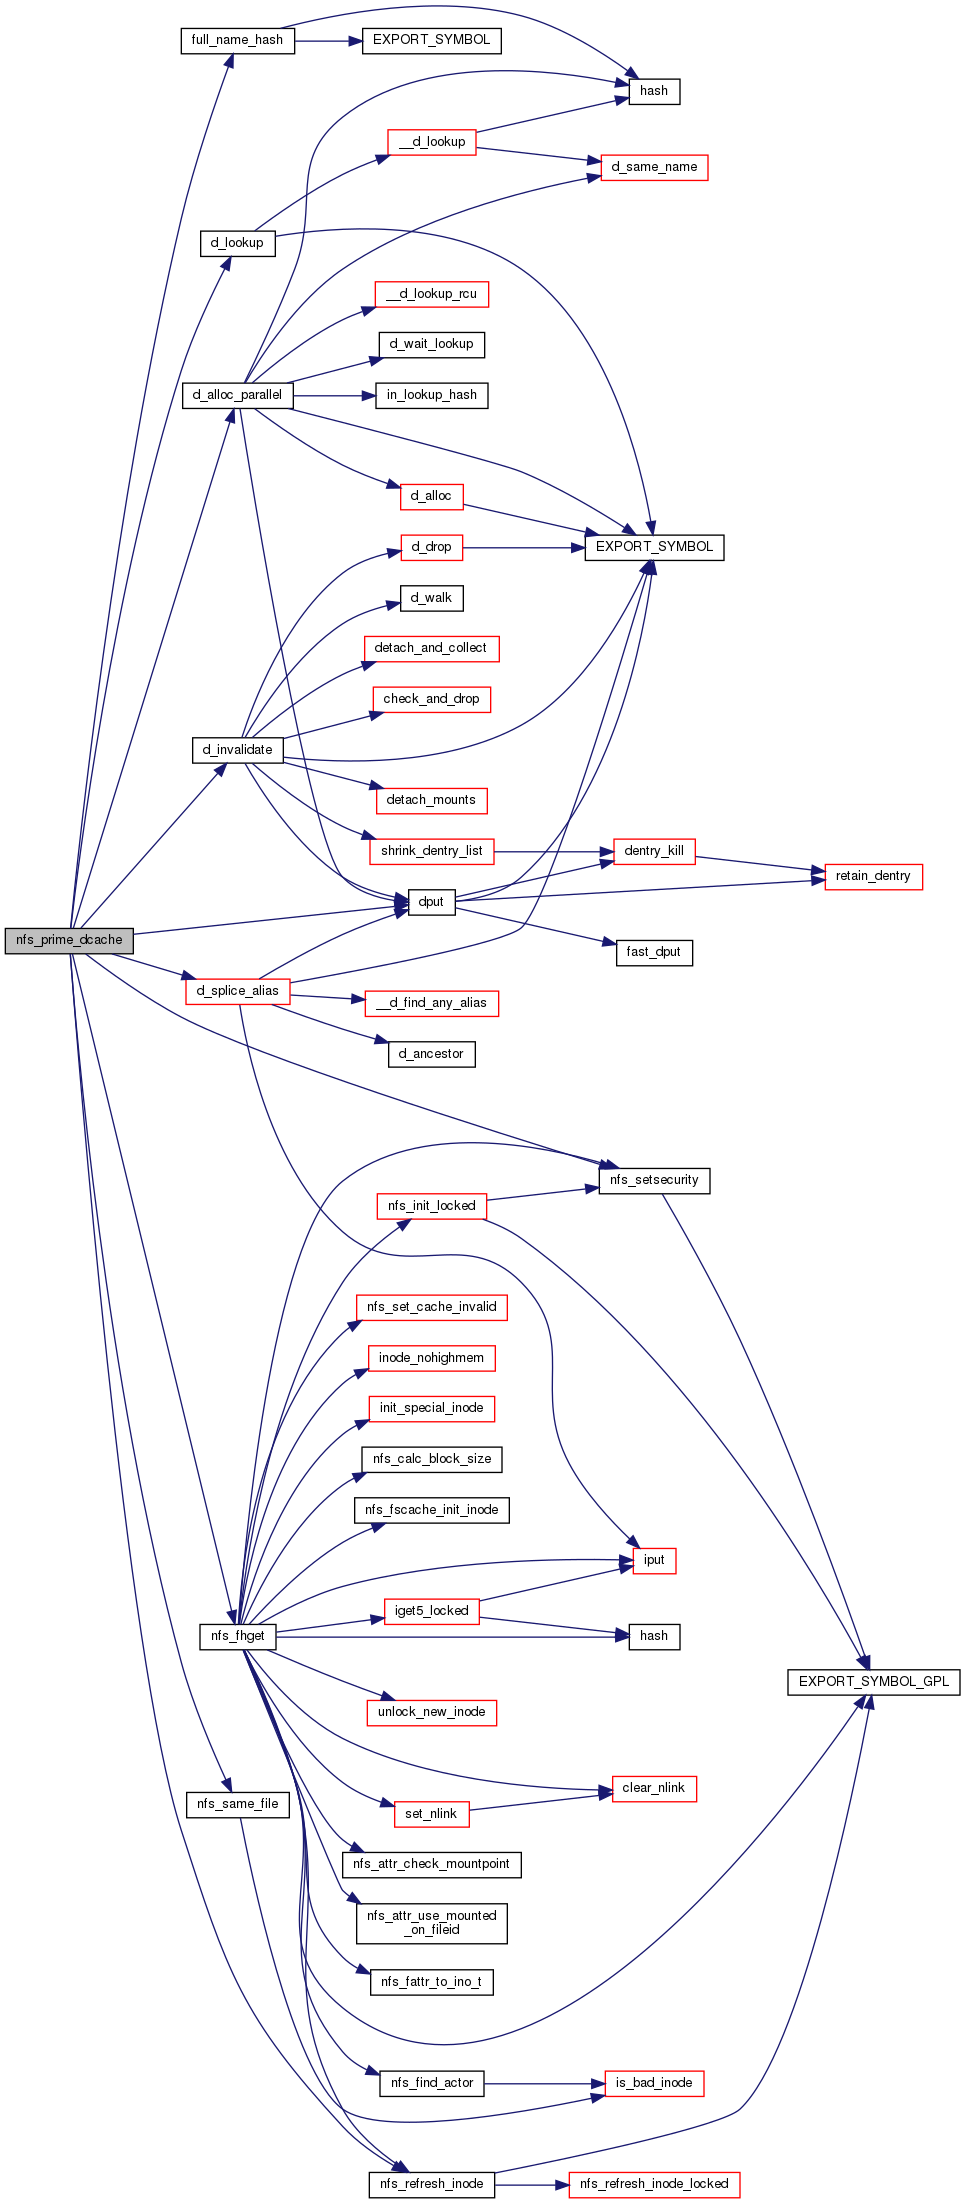 full_name_hash
EXPORT_SYMBOL
hash
__d_lookup
d_same_name
d_lookup
__d_lookup_rcu
d_wait_lookup
d_alloc_parallel
in_lookup_hash
d_alloc
d_drop
EXPORT_SYMBOL
d_walk
detach_and_collect
check_and_drop
d_invalidate
detach_mounts
shrink_dentry_list
dentry_kill
retain_dentry
dput
nfs_prime_dcache
fast_dput
d_splice_alias
__d_find_any_alias
d_ancestor
nfs_setsecurity
nfs_init_locked
nfs_set_cache_invalid
inode_nohighmem
init_special_inode
nfs_calc_block_size
nfs_fscache_init_inode
iput
iget5_locked
nfs_fhget
hash
EXPORT_SYMBOL_GPL
unlock_new_inode
clear_nlink
nfs_same_file
set_nlink
nfs_attr_check_mountpoint
nfs_attr_use_mounted
_on_fileid
nfs_fattr_to_ino_t
nfs_find_actor
is_bad_inode
nfs_refresh_inode
nfs_refresh_inode_locked